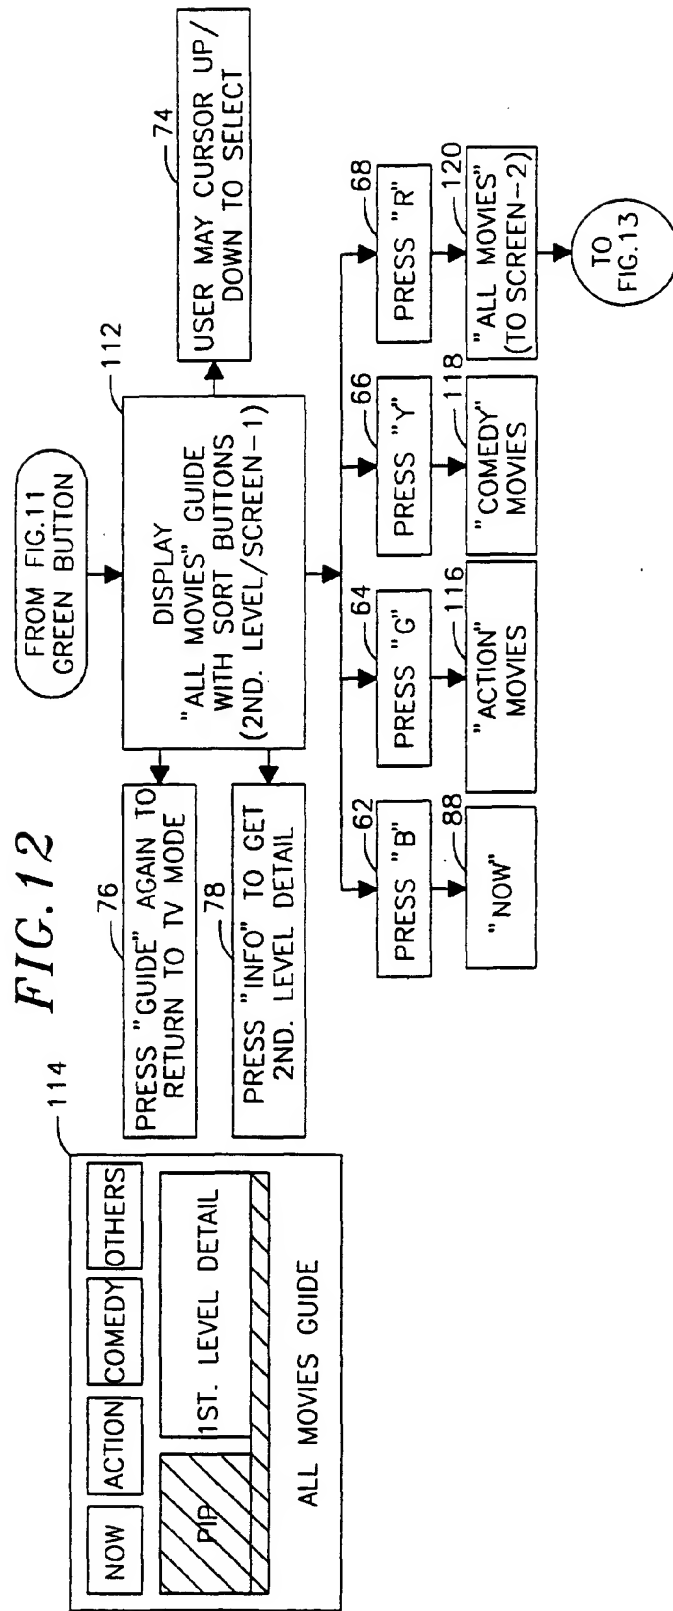 FIG.12
114
NOW
ACTION
COMEDY
OTHERS
PIP
1ST. LEVEL DETAIL
ALL MOVIES GUIDE
FROM FIG.11
GREEN BUTTON
112
DISPLAY
"ALL MOVIES" GUIDE
WITH SORT BUTTONS
(2ND. LEVEL/SCREEN-1)
74
USER MAY CURSOR UP/
DOWN TO SELECT
76
PRESS "GUIDE" AGAIN TO
RETURN TO TV MODE
78
PRESS "INFO" TO GET
2ND. LEVEL DETAIL
62
PRESS "B"
64
PRESS "G"
66
PRESS "Y"
68
PRESS "R"
88
"NOW"
116
"ACTION"
MOVIES
118
"COMEDY"
MOVIES
120
"ALL MOVIES"
(TO SCREEN-2)
TO
FIG.13